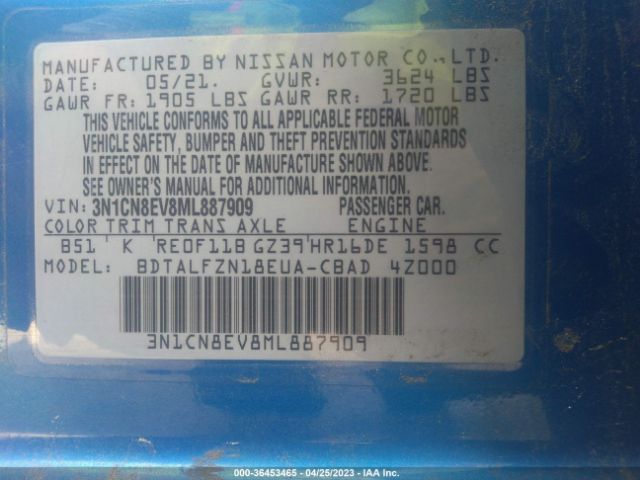 MANUFACTURED BY NISSAN MOTOR CO., LTD.
DATE: 05/21. GVWR: 3624 LBS
GAWR FR: 1905 LBS GAWR RR: 1720 LBS
THIS VEHICLE CONFORMS TO ALL APPLICABLE FEDERAL MOTOR
VEHICLE SAFETY, BUMPER AND THEFT PREVENTION STANDARDS
IN EFFECT ON THE DATE OF MANUFACTURE SHOWN ABOVE.
SEE OWNER'S MANUAL FOR ADDITIONAL INFORMATION.
VIN: 3N1CN8EV8ML887909 PASSENGER CAR.
COLOR TRIM TRANS AXLE ENGINE
B51 K RE0F11B GZ39 HR16DE 1598 CC
MODEL: BDTALFZN18EUA-CBAD 4Z000
3N1CN8EV8ML887909
000-36453465 - 04/25/2023 - IAA Inc.